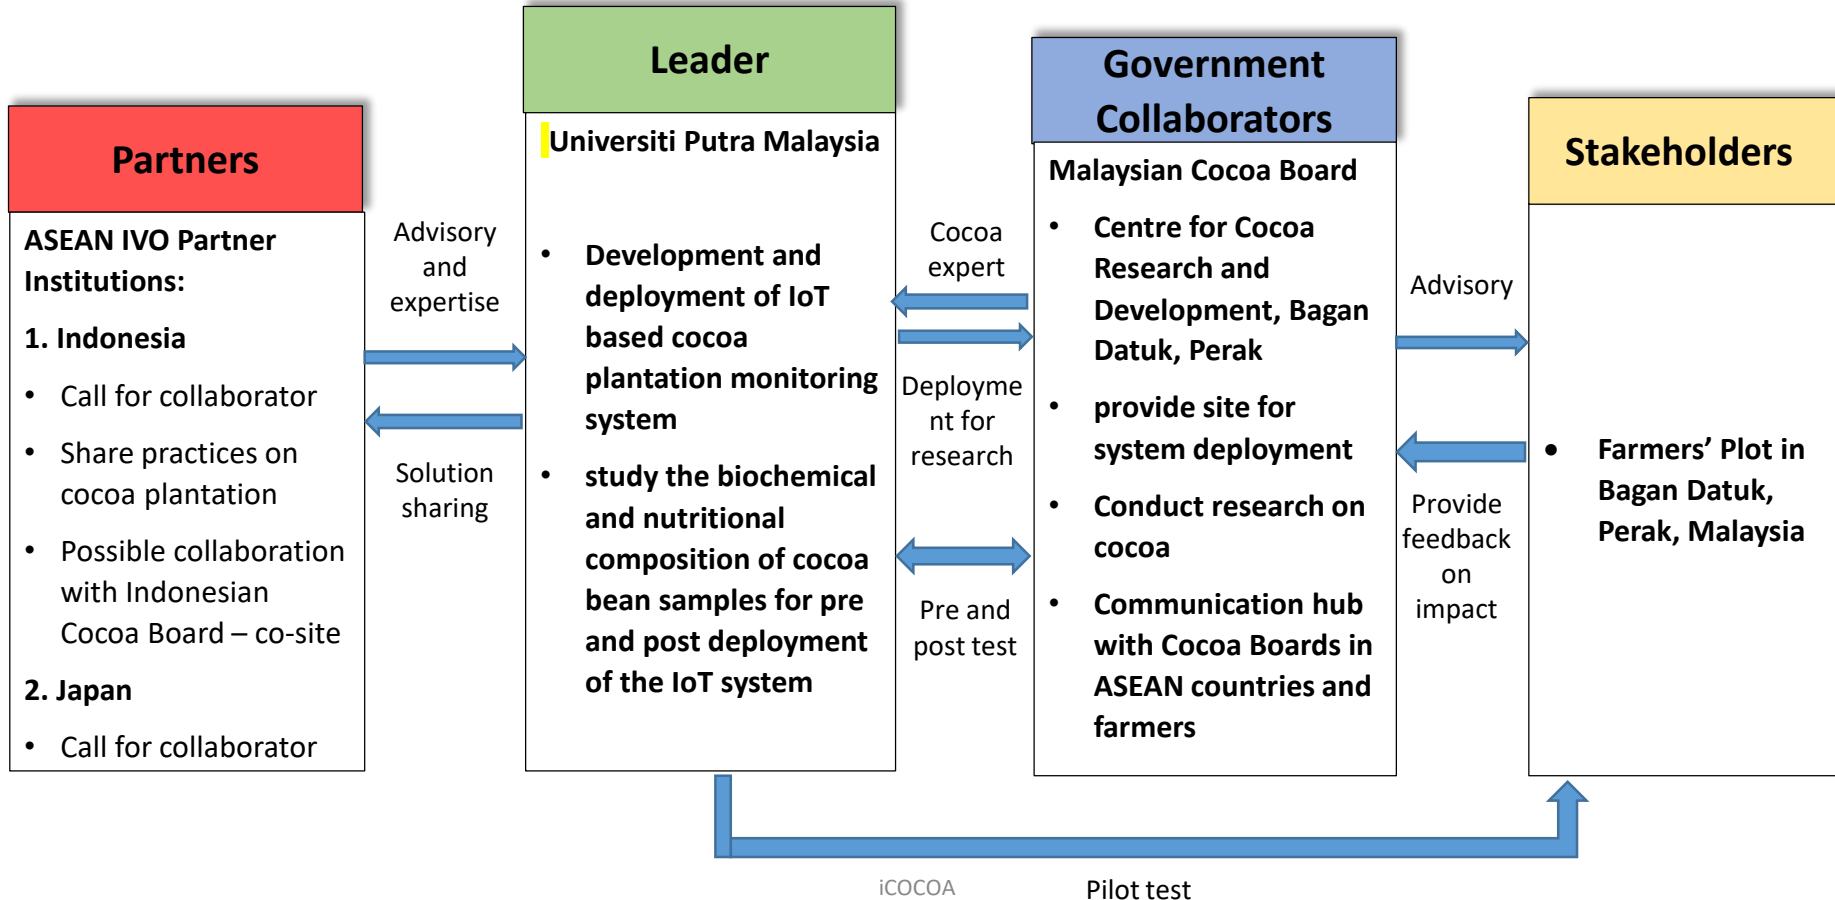 Partners
ASEAN IVO Partner
Institutions:
1. Indonesia
• Call for collaborator
• Share practices on
cocoa plantation
• Possible collaboration
with Indonesian
Cocoa Board – co-site
2. Japan
• Call for collaborator
Advisory
and
expertise
Solution
sharing
Leader
Universiti Putra Malaysia
• Development and
deployment of IoT
based cocoa
plantation monitoring
system
• study the biochemical
and nutritional
composition of cocoa
bean samples for pre
and post deployment
of the IoT system
Cocoa
expert
Deployme
nt for
research
Pre and
post test
Government
Collaborators
Malaysian Cocoa Board
• Centre for Cocoa
Research and
Development, Bagan
Datuk, Perak
• provide site for
system deployment
• Conduct research on
cocoa
• Communication hub
with Cocoa Boards in
ASEAN countries and
farmers
Advisory
Provide
feedback
on
impact
Stakeholders
• Farmers’ Plot in
Bagan Datuk,
Perak, Malaysia
iCOCOA
Pilot test